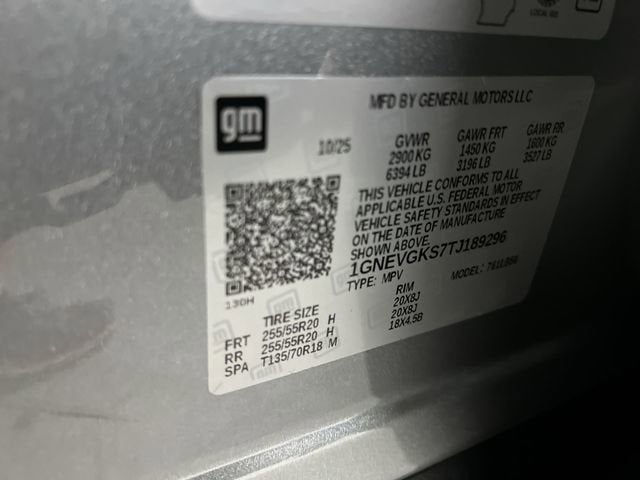 LOCAL 602
gm
MFD BY GENERAL MOTORS LLC
10/25
GVWR
2900 KG
6394 LB
GAWR FRT
1450 KG
3196 LB
GAWR RR
1600 KG
3527 LB
THIS VEHICLE CONFORMS TO ALL
APPLICABLE U.S. FEDERAL MOTOR
VEHICLE SAFETY STANDARDS IN EFFECT
ON THE DATE OF MANUFACTURE
SHOWN ABOVE.
1GNEVGKS7TJ189296
TYPE: MPV
MODEL:
130H
TIRE SIZE
RIM
FRT 255/55R20 H 20X8J
RR 255/55R20 H 20X8J
SPA T135/70R18 M 18X4.5B